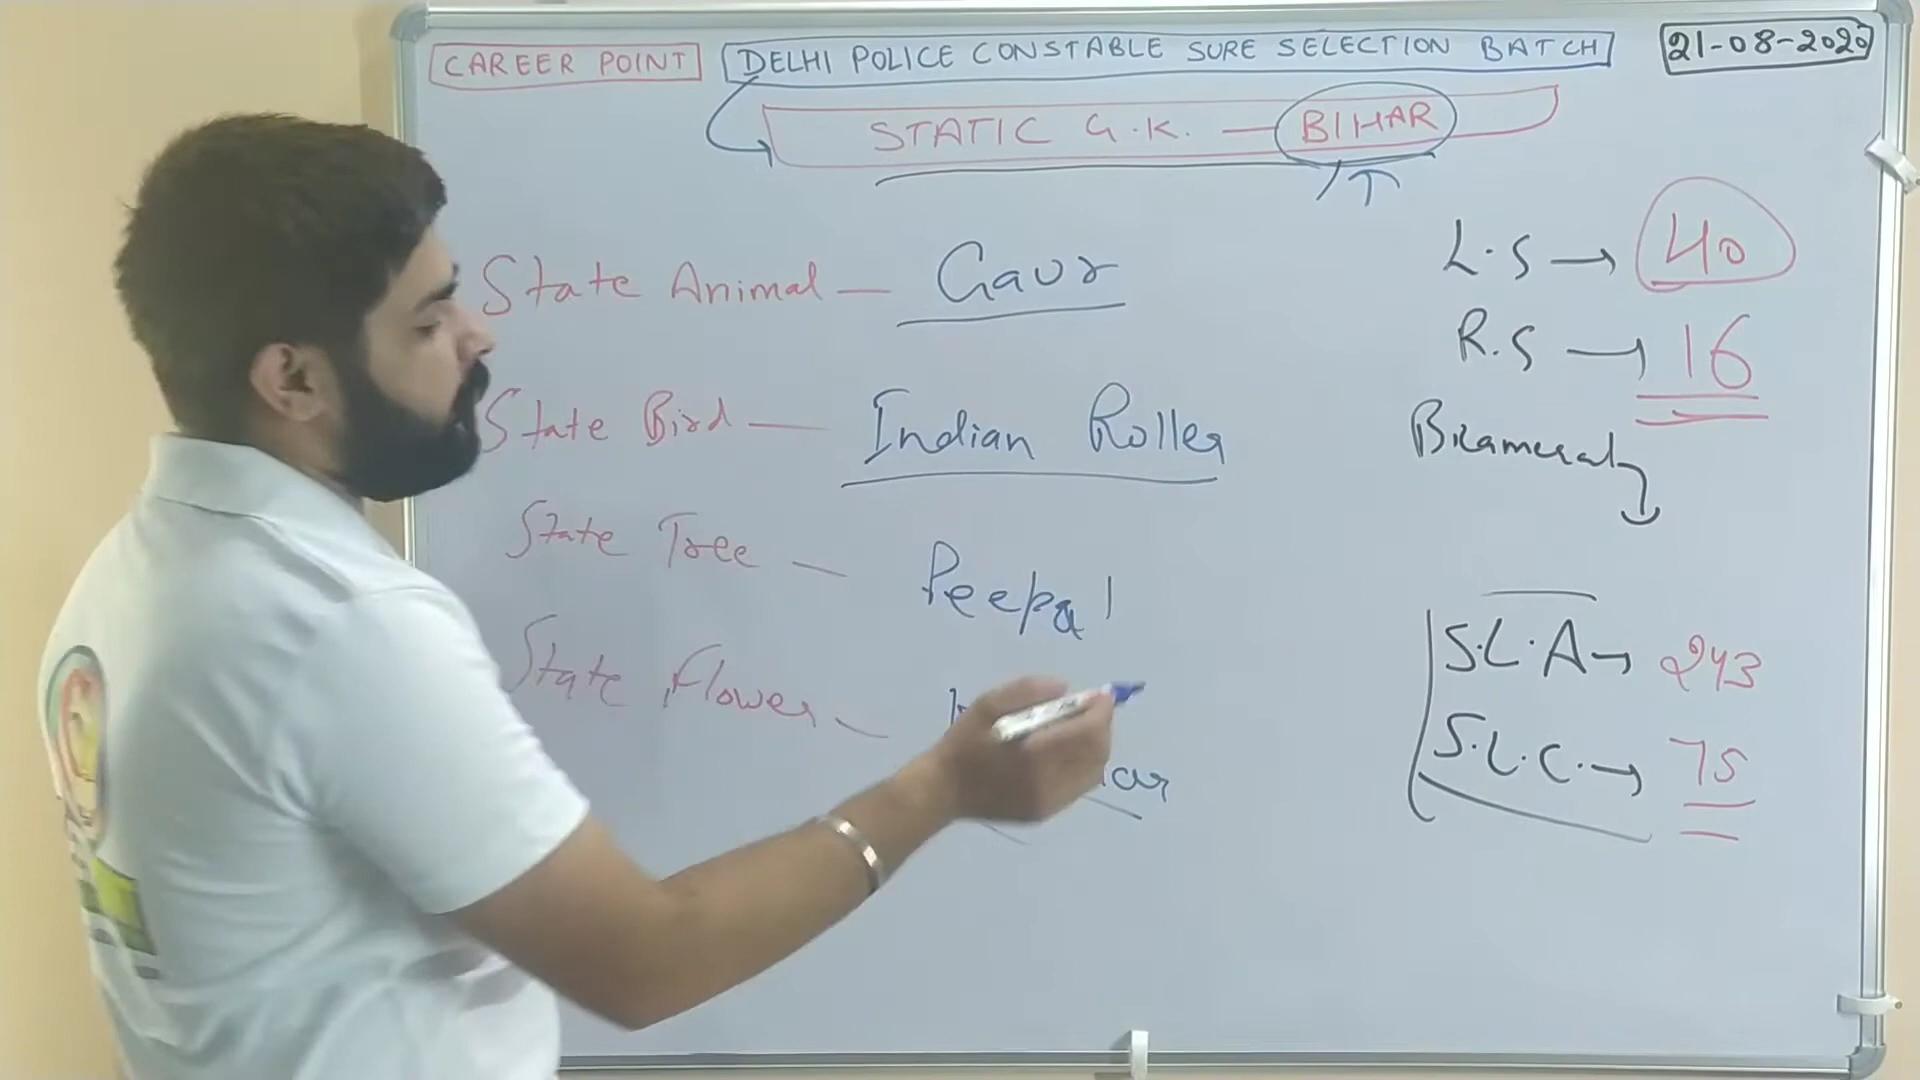 CAREER POINT DELHI POLICE CONSTABLE SURE SELECTION BATCH 21-08-2020
STATIC G.K. — BIHAR
State Animal — Gaur
State Bird — Indian Roller
State Tree — Peepal
State Flower —
L.S → 40
R.S → 16
S.L.A → 243
S.L.C. → 75